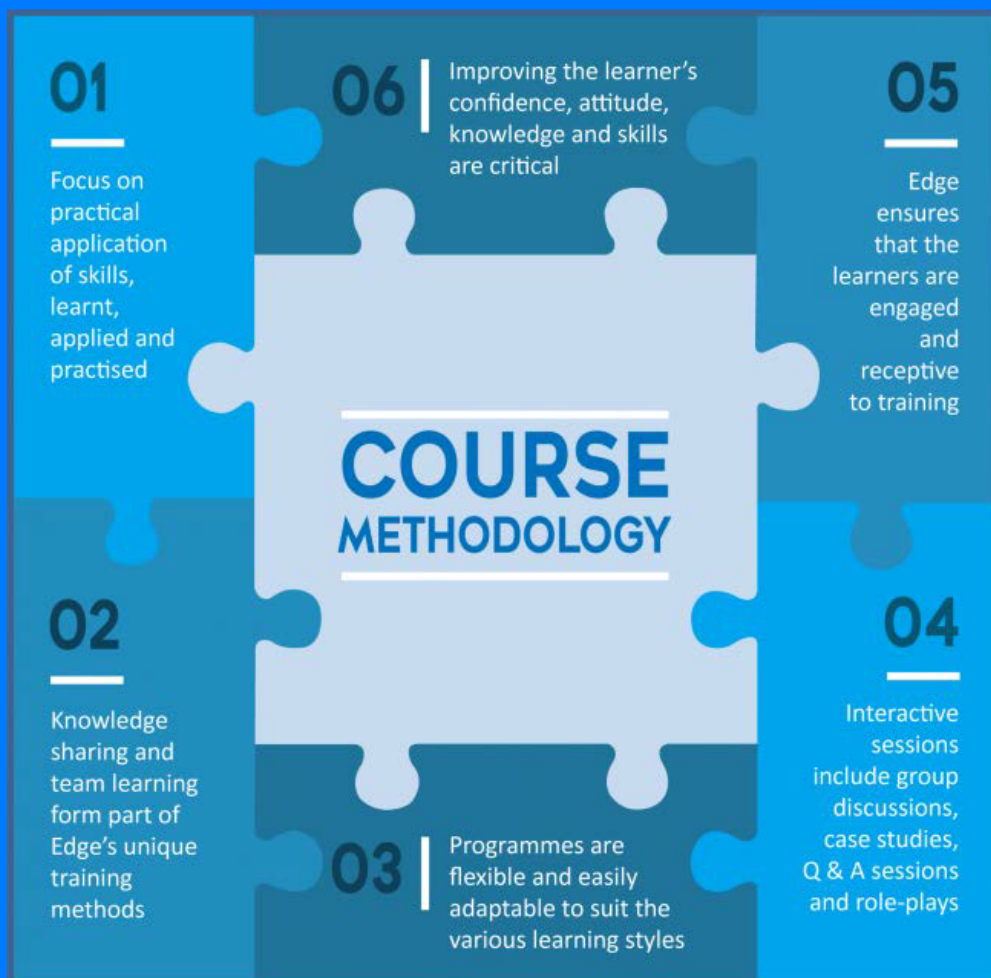 01
Focus on
practical
application
of skills,
learnt,
applied and
practised
02
Knowledge
sharing and
team learning
form part of
Edge's unique
training
methods
03
Programmes are
flexible and easily
adaptable to suit the
various learning styles
04
Interactive
sessions
include group
discussions,
case studies,
Q & A sessions
and role-plays
05
Edge
ensures
that the
learners are
engaged
and
receptive
to training
06
Improving the learner's
confidence, attitude,
knowledge and skills
are critical
COURSE
METHODOLOGY